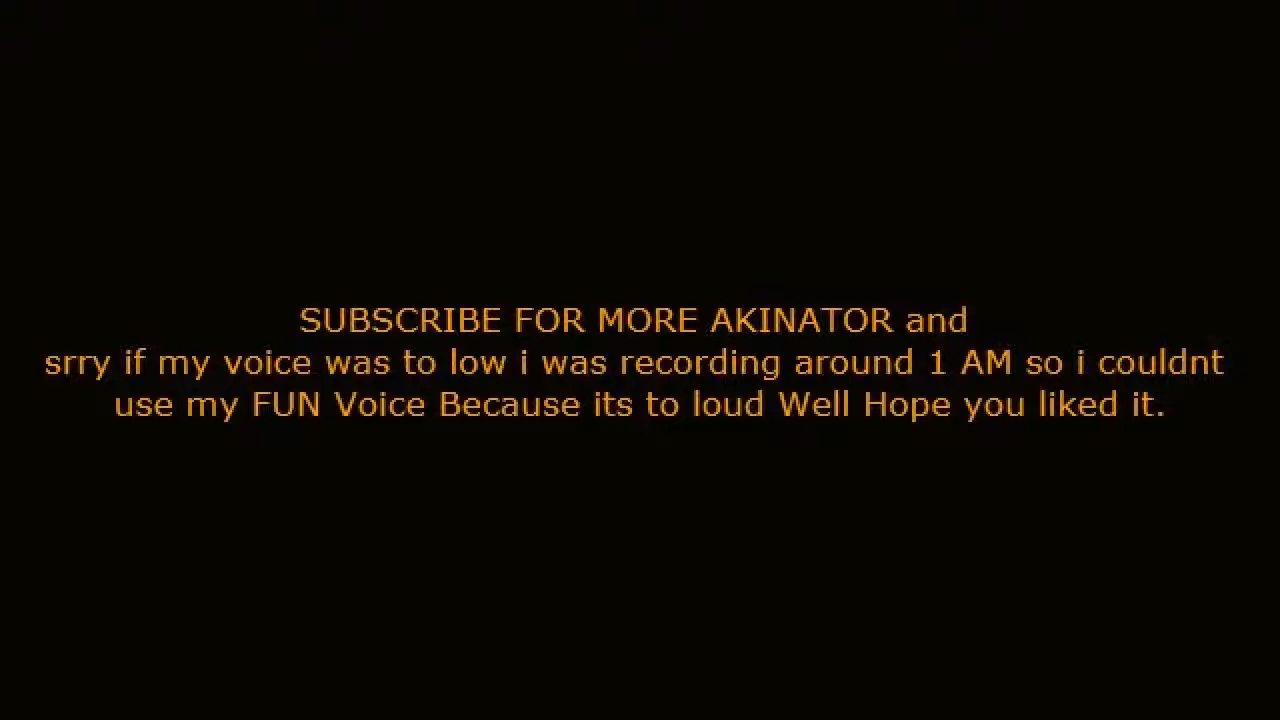 SUBSCRIBE FOR MORE AKINATOR and
srry if my voice was to low i was recording around 1 AM so i couldnt
use my FUN Voice Because its to loud Well Hope you liked it.